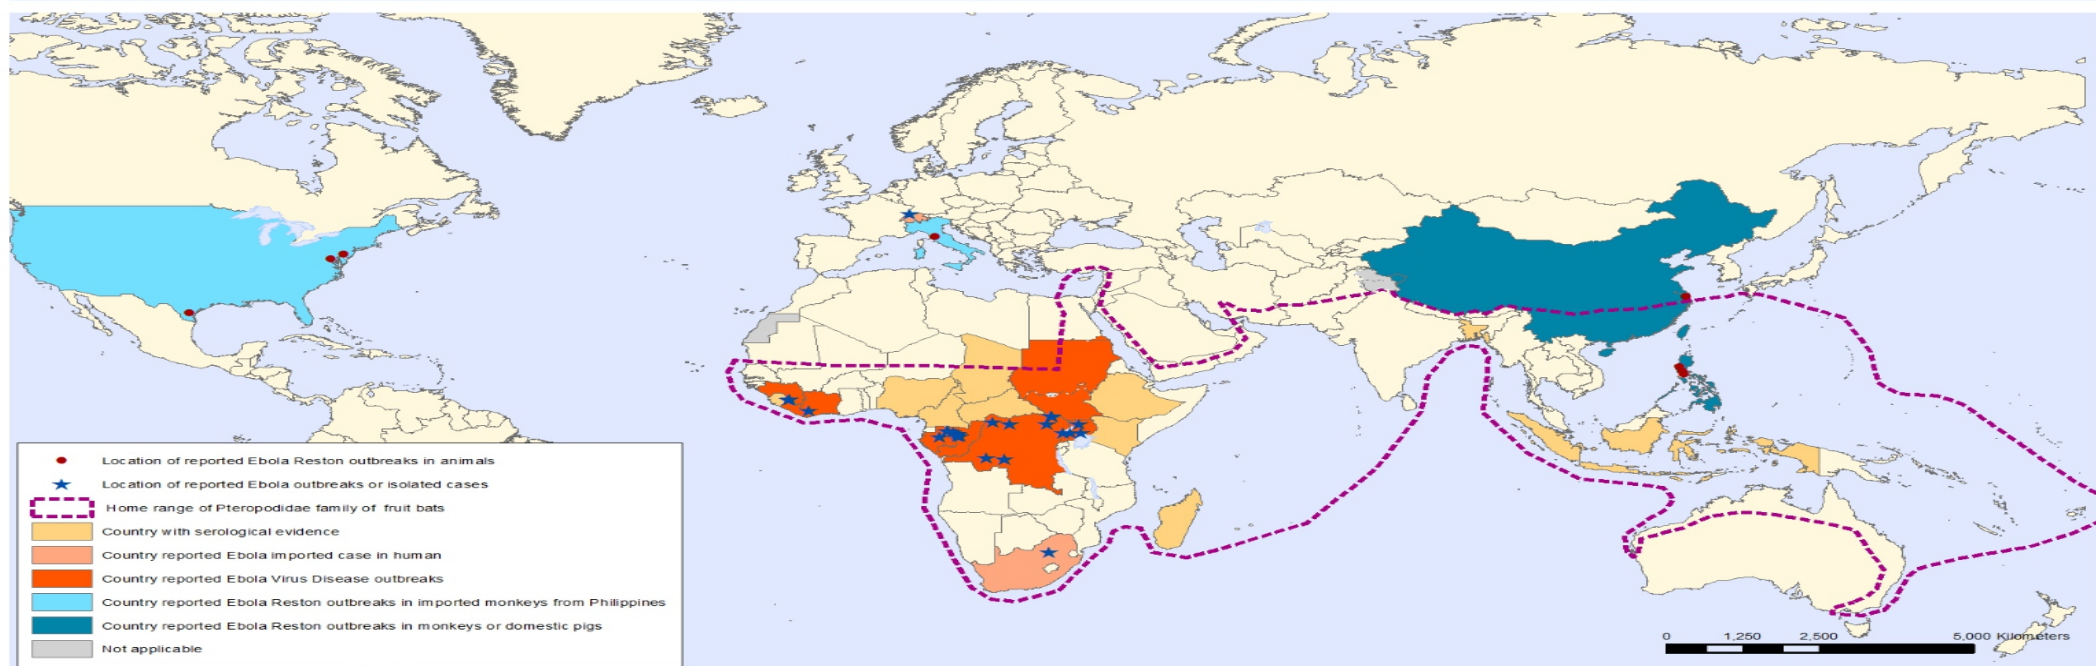 Location of reported Ebola Reston outbreaks in animals
Location of reported Ebola outbreaks or isolated cases
Home range of Pteropodidae family of fruit bats
Country with serological evidence
Country reported Ebola imported case in human
Country reported Ebola Virus Disease outbreaks
Country reported Ebola Reston outbreaks in imported monkeys from Philippines
Country reported Ebola Reston outbreaks in monkeys or domestic pigs
Not applicable
0 1,250 2,500 5,000 Kilometers